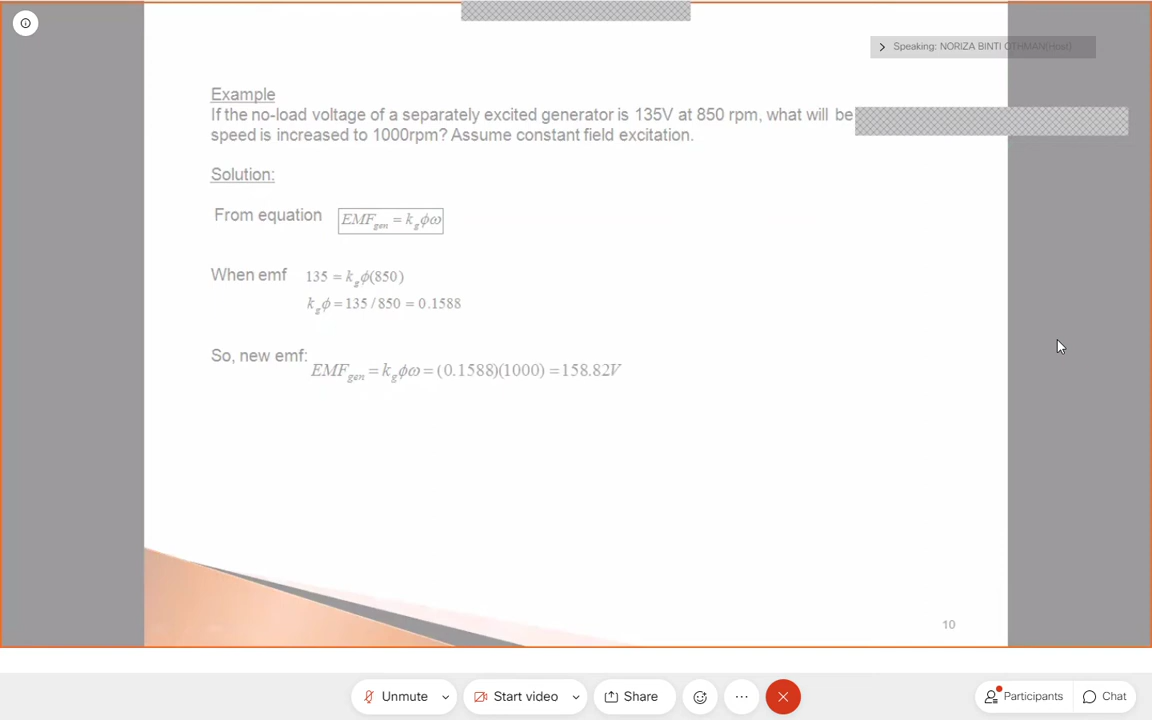 Speaking: NORIZA BINTI OTHMAN(Host)
Example
If the no-load voltage of a separately excited generator is 135V at 850 rpm, what will be
speed is increased to 1000rpm? Assume constant field excitation.
Solution:
From equation EMF_gen = k_gϕω
When emf 135 = k_gϕ(850)
k_gϕ = 135 / 850 = 0.1588
So, new emf:
EMF_gen = k_gϕω = (0.1588)(1000) = 158.82V
10
Unmute Start video Share Participants Chat